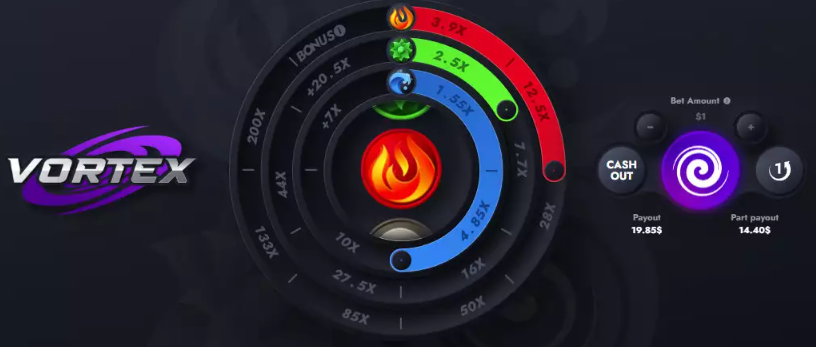 VORTEX
BONUS
3.9X
12.5X
28X
50X
85X
133X
200X
+20.5X
2.5X
7.7X
16X
27.5X
44X
+7X
1.55X
4.85X
10X
Bet Amount
$1
-
+
CASH
OUT
1
Payout
19.85$
Part payout
14.40$